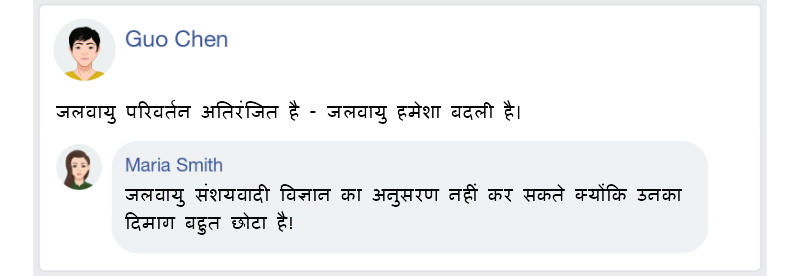 Guo Chen
जलवायु परिवर्तन अतिरंजित है - जलवायु हमेशा बदली है।
Maria Smith
जलवायु संशयवादी विज्ञान का अनुसरण नहीं कर सकते क्योंकि उनका
दिमाग बहुत छोटा है!